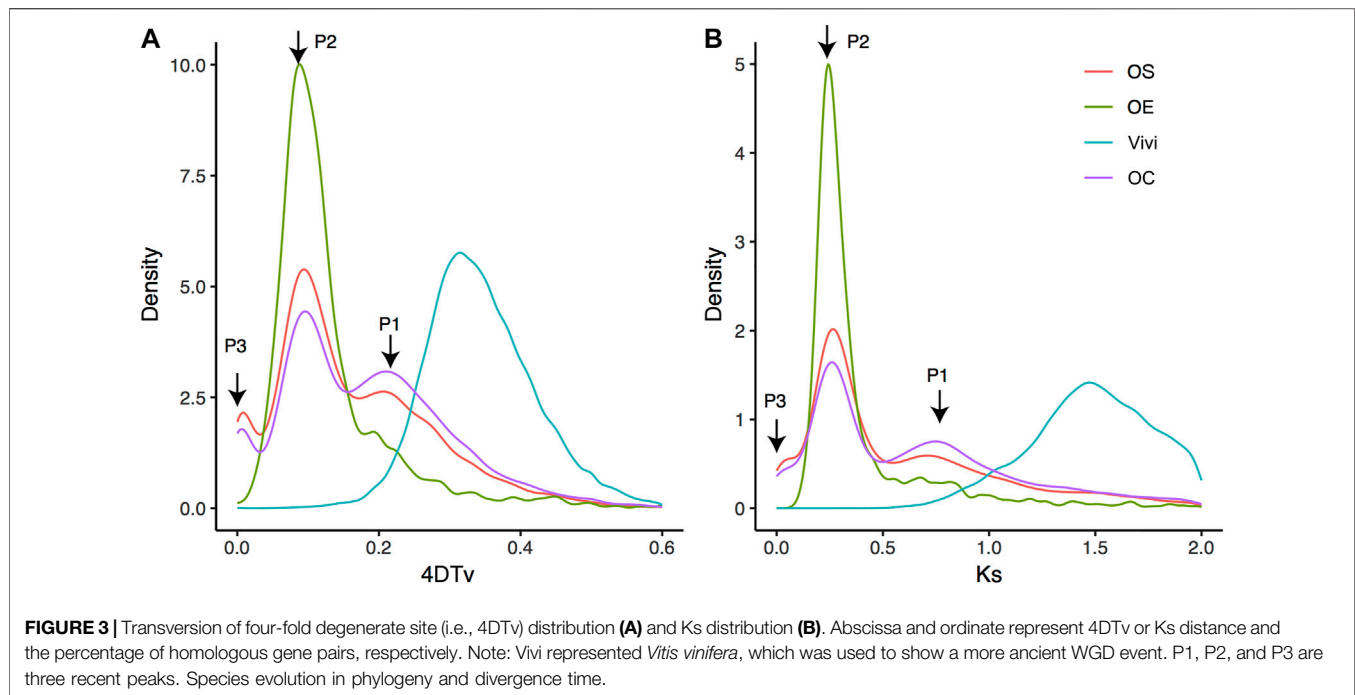 A
P2
P1
P3
10.0
7.5
5.0
2.5
0.0
Density
0.0 0.2 0.4 0.6
4DTv
B
P2
P1
P3
5
4
3
2
1
0
Density
0.0 0.5 1.0 1.5 2.0
Ks
OS
OE
Vivi
OC
FIGURE 3 | Transversion of four-fold degenerate site (i.e., 4DTv) distribution (A) and Ks distribution (B). Abscissa and ordinate represent 4DTv or Ks distance and
the percentage of homologous gene pairs, respectively. Note: Vivi represented Vitis vinifera, which was used to show a more ancient WGD event. P1, P2, and P3 are
three recent peaks. Species evolution in phylogeny and divergence time.